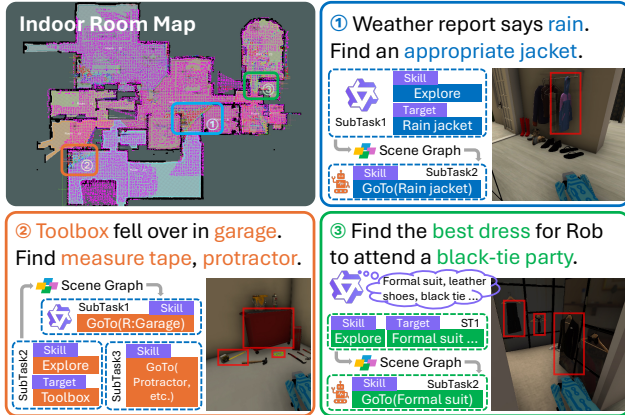 Indoor Room Map
①
②
③
① Weather report says rain.
Find an appropriate jacket.
Skill
Explore
Target
SubTask1
Rain jacket
Scene Graph
Skill
SubTask2
GoTo(Rain jacket)
② Toolbox fell over in garage.
Find measure tape, protractor.
Scene Graph
SubTask1
Skill
GoTo(R:Garage)
SubTask2
Skill
Explore
Target
Toolbox
SubTask3
Skill
GoTo(
Protractor,
etc.)
③ Find the best dress for Rob
to attend a black-tie party.
Formal suit, leather
shoes, black tie ...
Skill
Target
ST1
Explore
Formal suit ...
Scene Graph
Skill
SubTask2
GoTo(Formal suit)